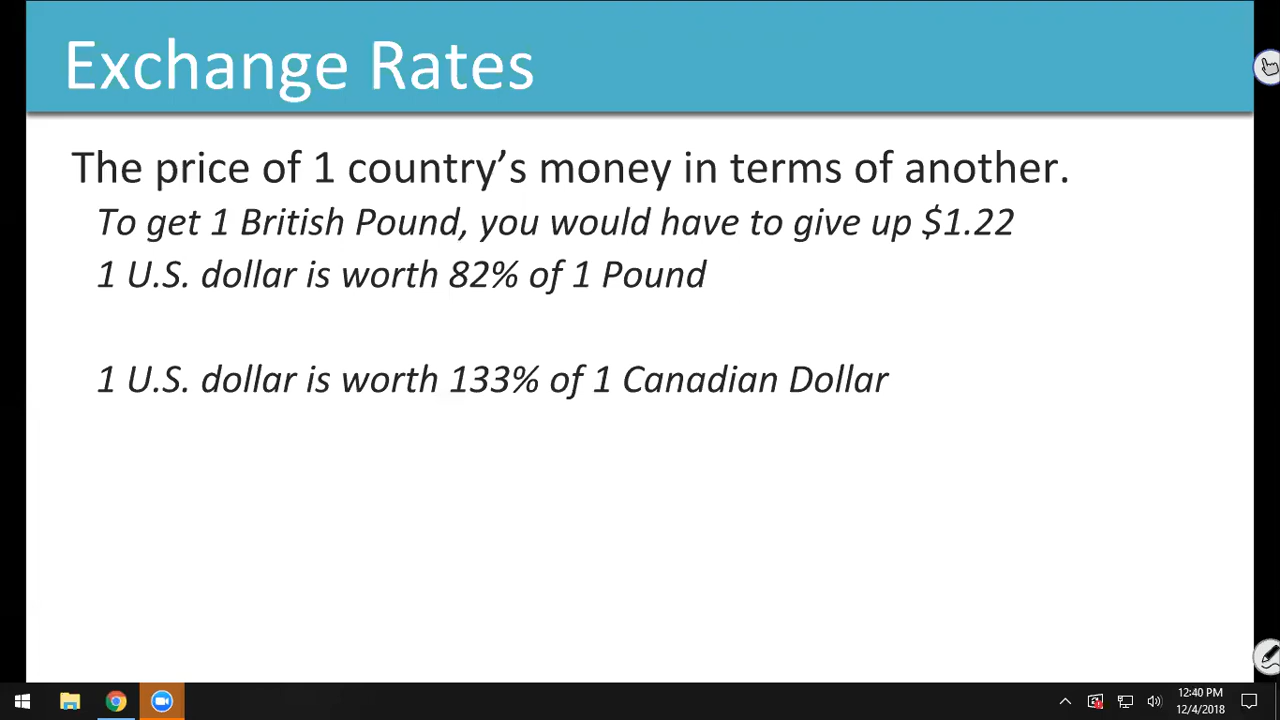 Exchange Rates
The price of 1 country’s money in terms of another.
To get 1 British Pound, you would have to give up $1.22
1 U.S. dollar is worth 82% of 1 Pound
1 U.S. dollar is worth 133% of 1 Canadian Dollar
12:40 PM
12/4/2018